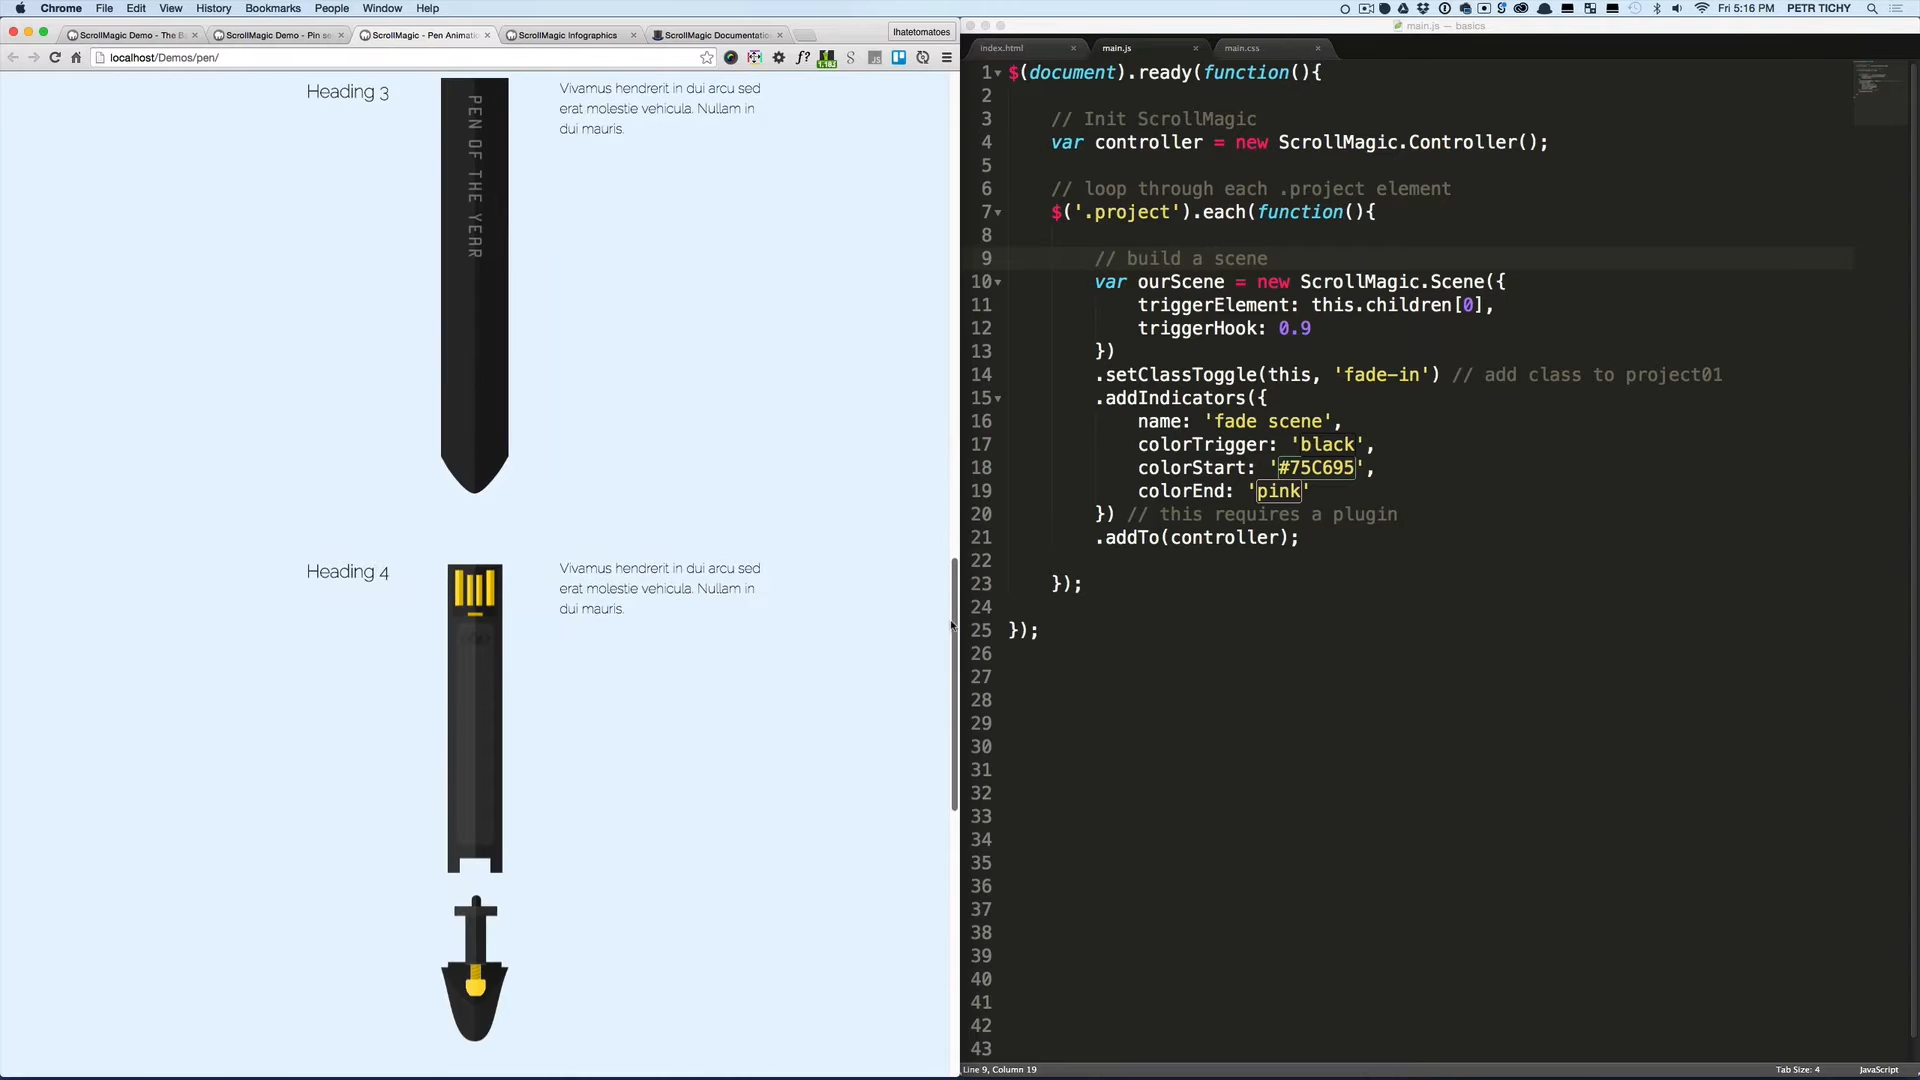 Chrome File Edit View History Bookmarks People Window Help
Fri 5:16 PM PETR TICHY
ScrollMagic Demo - The B
ScrollMagic Demo - Pin se
ScrollMagic - Pen Animatio
ScrollMagic Infographics
ScrollMagic Documentatio
Ihatetomatoes
localhost/Demos/pen/
Heading 3
PEN OF THE YEAR
Vivamus hendrerit in dui arcu sed
erat molestie vehicula. Nullam in
dui mauris.
Heading 4
Vivamus hendrerit in dui arcu sed
erat molestie vehicula. Nullam in
dui mauris.
main.js — basics
index.html main.js main.css
1 $(document).ready(function(){
2
3 // Init ScrollMagic
4 var controller = new ScrollMagic.Controller();
5
6 // loop through each .project element
7 $('.project').each(function(){
8
9 // build a scene
10 var ourScene = new ScrollMagic.Scene({
11 triggerElement: this.children[0],
12 triggerHook: 0.9
13 })
14 .setClassToggle(this, 'fade-in') // add class to project01
15 .addIndicators({
16 name: 'fade scene',
17 colorTrigger: 'black',
18 colorStart: '#75C695',
19 colorEnd: 'pink'
20 }) // this requires a plugin
21 .addTo(controller);
22
23 });
24
25 });
26
27
28
29
30
31
32
33
34
35
36
37
38
39
40
41
42
43
Line 9, Column 19
Tab Size: 4
JavaScript